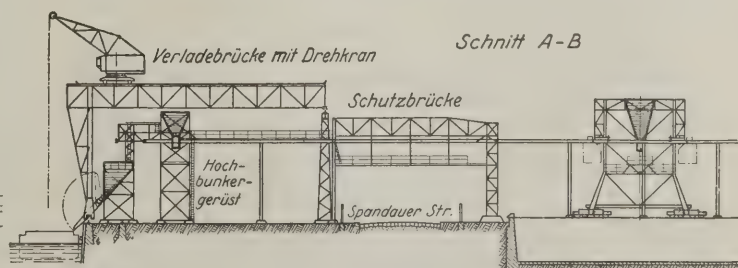 Schnitt A-B
Verladebrücke mit Drehkran
Schutzbrücke
Hoch-
bunker-
gerüst
Spandauer Str.